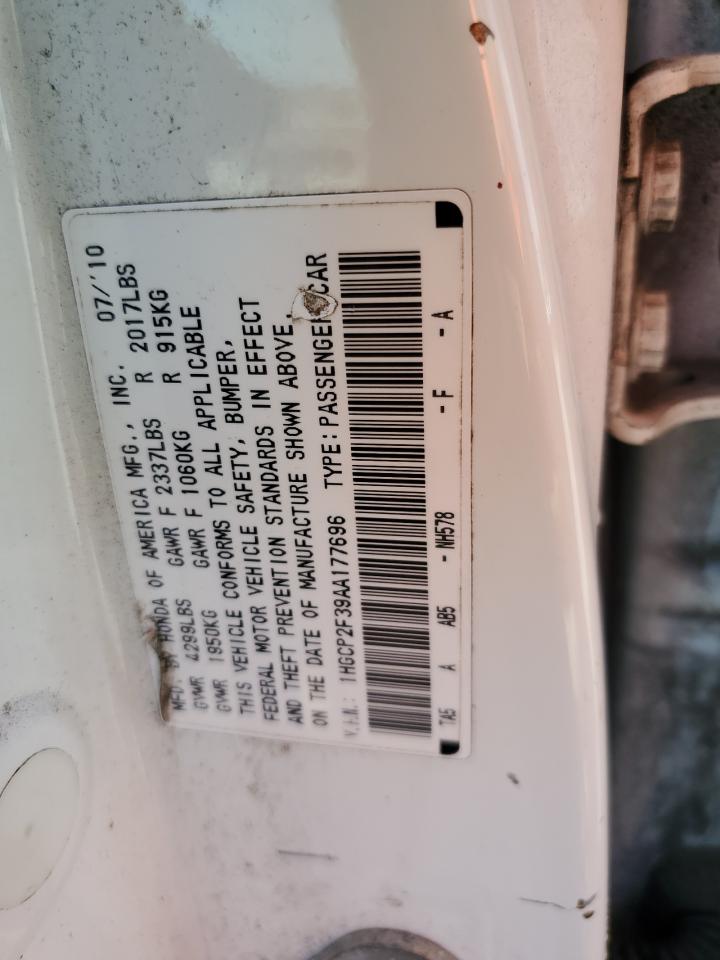 MFD. BY HONDA OF AMERICA MFG., INC. 07/'10
GVWR 4299LBS GAWR F 2337LBS R 2017LBS
GVWR 1950KG GAWR F 1060KG R 915KG
THIS VEHICLE CONFORMS TO ALL APPLICABLE
FEDERAL MOTOR VEHICLE SAFETY, BUMPER,
AND THEFT PREVENTION STANDARDS IN EFFECT
ON THE DATE OF MANUFACTURE SHOWN ABOVE.
V.I.N.: 1HGCP2F39AA177696 TYPE: PASSENGER CAR
TA5 A AB5 - NH578 - F - A